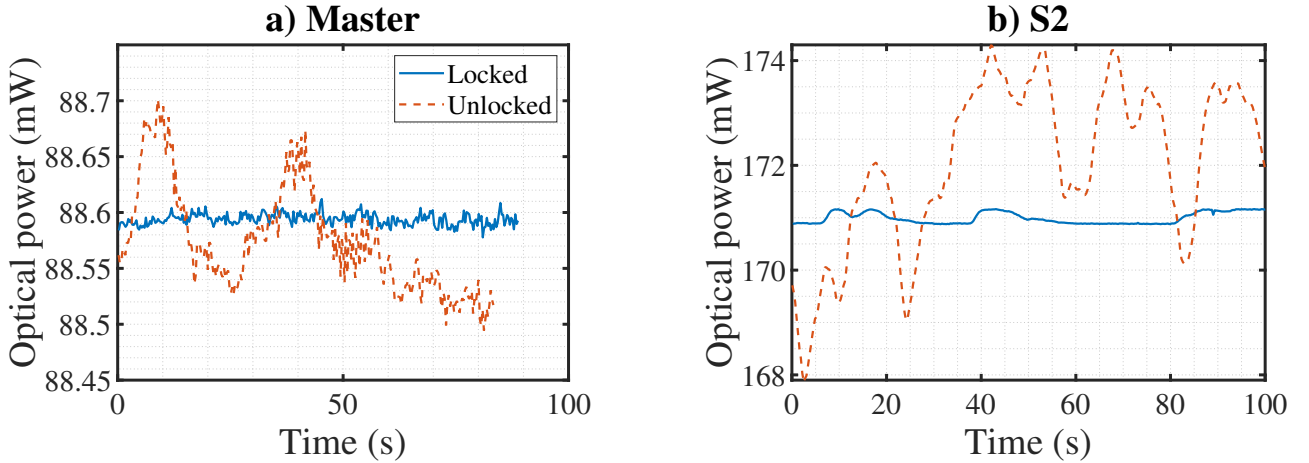 a) Master
Optical power (mW)
88.7
88.65
88.6
88.55
88.5
88.45
Locked
Unlocked
0
50
100
Time (s)
b) S2
Optical power (mW)
174
172
170
168
0
20
40
60
80
100
Time (s)